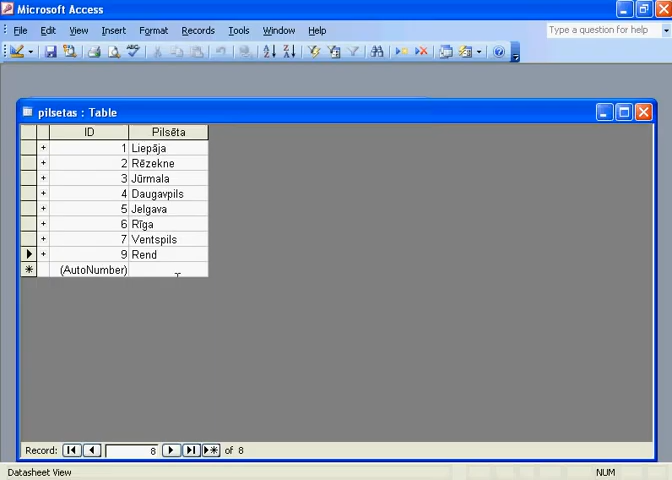 Microsoft Access
File Edit View Insert Format Records Tools Window Help Type a question for help
pilsetas : Table
ID Pilsēta
+ 1 Liepāja
+ 2 Rēzekne
+ 3 Jūrmala
+ 4 Daugavpils
+ 5 Jelgava
+ 6 Rīga
+ 7 Ventspils
+ 9 Rend
(AutoNumber)
Record: 8 of 8
Datasheet View NUM